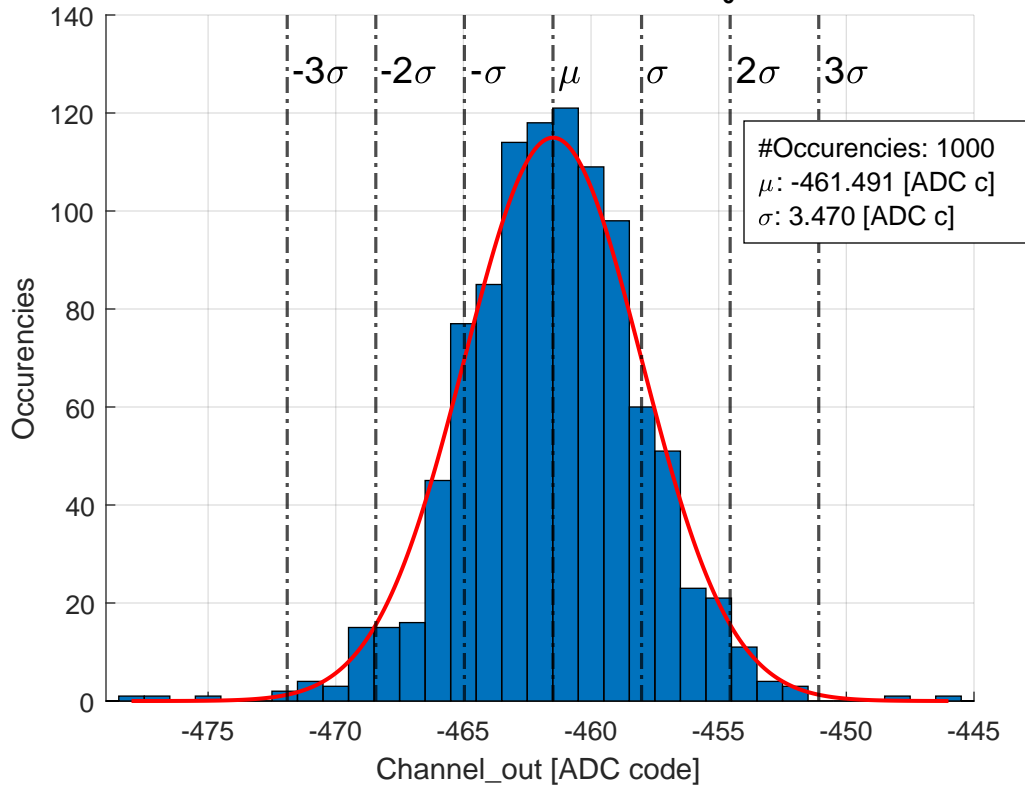 140
120
100
80
60
40
20
0
Occurencies
-3σ
-2σ
-σ
μ
σ
2σ
3σ
#Occurencies: 1000
μ: -461.491 [ADC c]
σ: 3.470 [ADC c]
-475
-470
-465
-460
-455
-450
-445
Channel_out [ADC code]